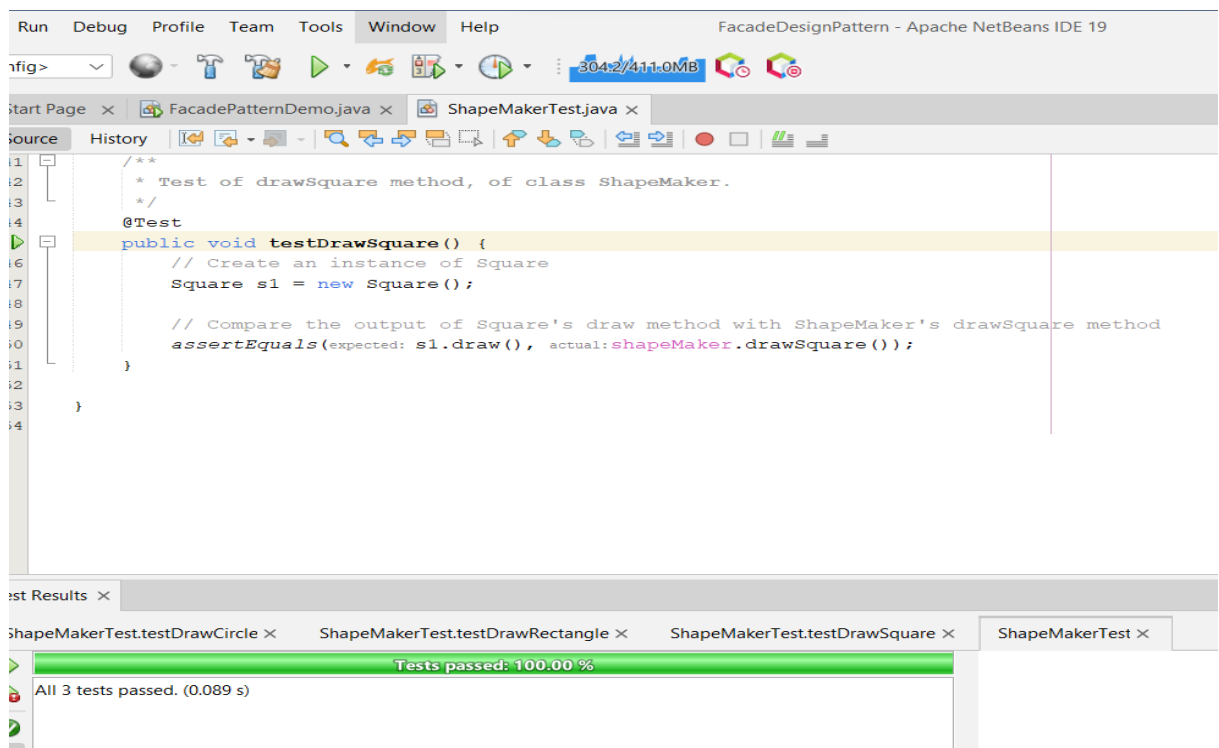 Run Debug Profile Team Tools Window Help FacadeDesignPattern - Apache NetBeans IDE 19
nfig> 304.2/411.0MB
Start Page × FacadePatternDemo.java × ShapeMakerTest.java ×
Source History
/**
* Test of drawSquare method, of class ShapeMaker.
*/
@Test
public void testDrawSquare() {
// Create an instance of Square
Square s1 = new Square();
// Compare the output of Square's draw method with ShapeMaker's drawSquare method
assertEquals(expected: s1.draw(), actual:shapeMaker.drawSquare());
}
}
est Results ×
ShapeMakerTest.testDrawCircle × ShapeMakerTest.testDrawRectangle × ShapeMakerTest.testDrawSquare × ShapeMakerTest ×
Tests passed: 100.00 %
All 3 tests passed. (0.089 s)